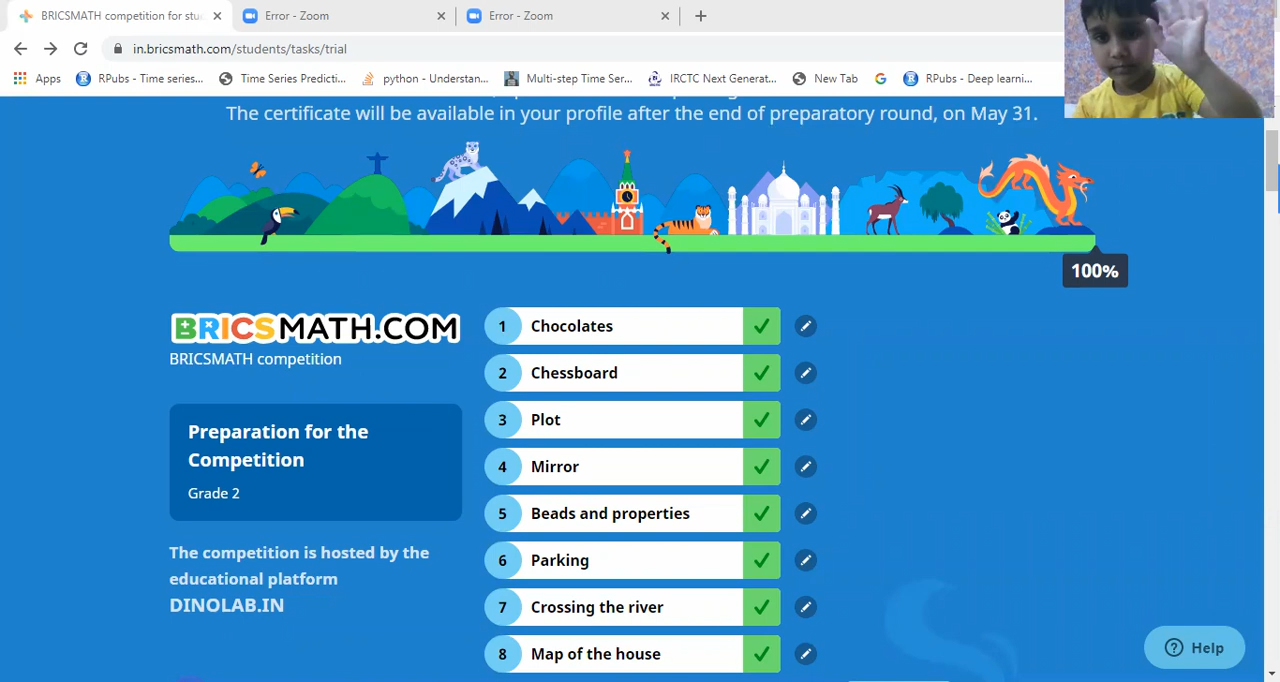 BRICSMATH competition for stu
Error - Zoom
Error - Zoom
in.bricsmath.com/students/tasks/trial
Apps
RPubs - Time series...
Time Series Predicti...
python - Understan...
Multi-step Time Ser...
IRCTC Next Generat...
New Tab
RPubs - Deep learni...
The certificate will be available in your profile after the end of preparatory round, on May 31.
100%
BRICSMATH.COM
BRICSMATH competition
Preparation for the
Competition
Grade 2
The competition is hosted by the
educational platform
DINOLAB.IN
1 Chocolates
2 Chessboard
3 Plot
4 Mirror
5 Beads and properties
6 Parking
7 Crossing the river
8 Map of the house
Help